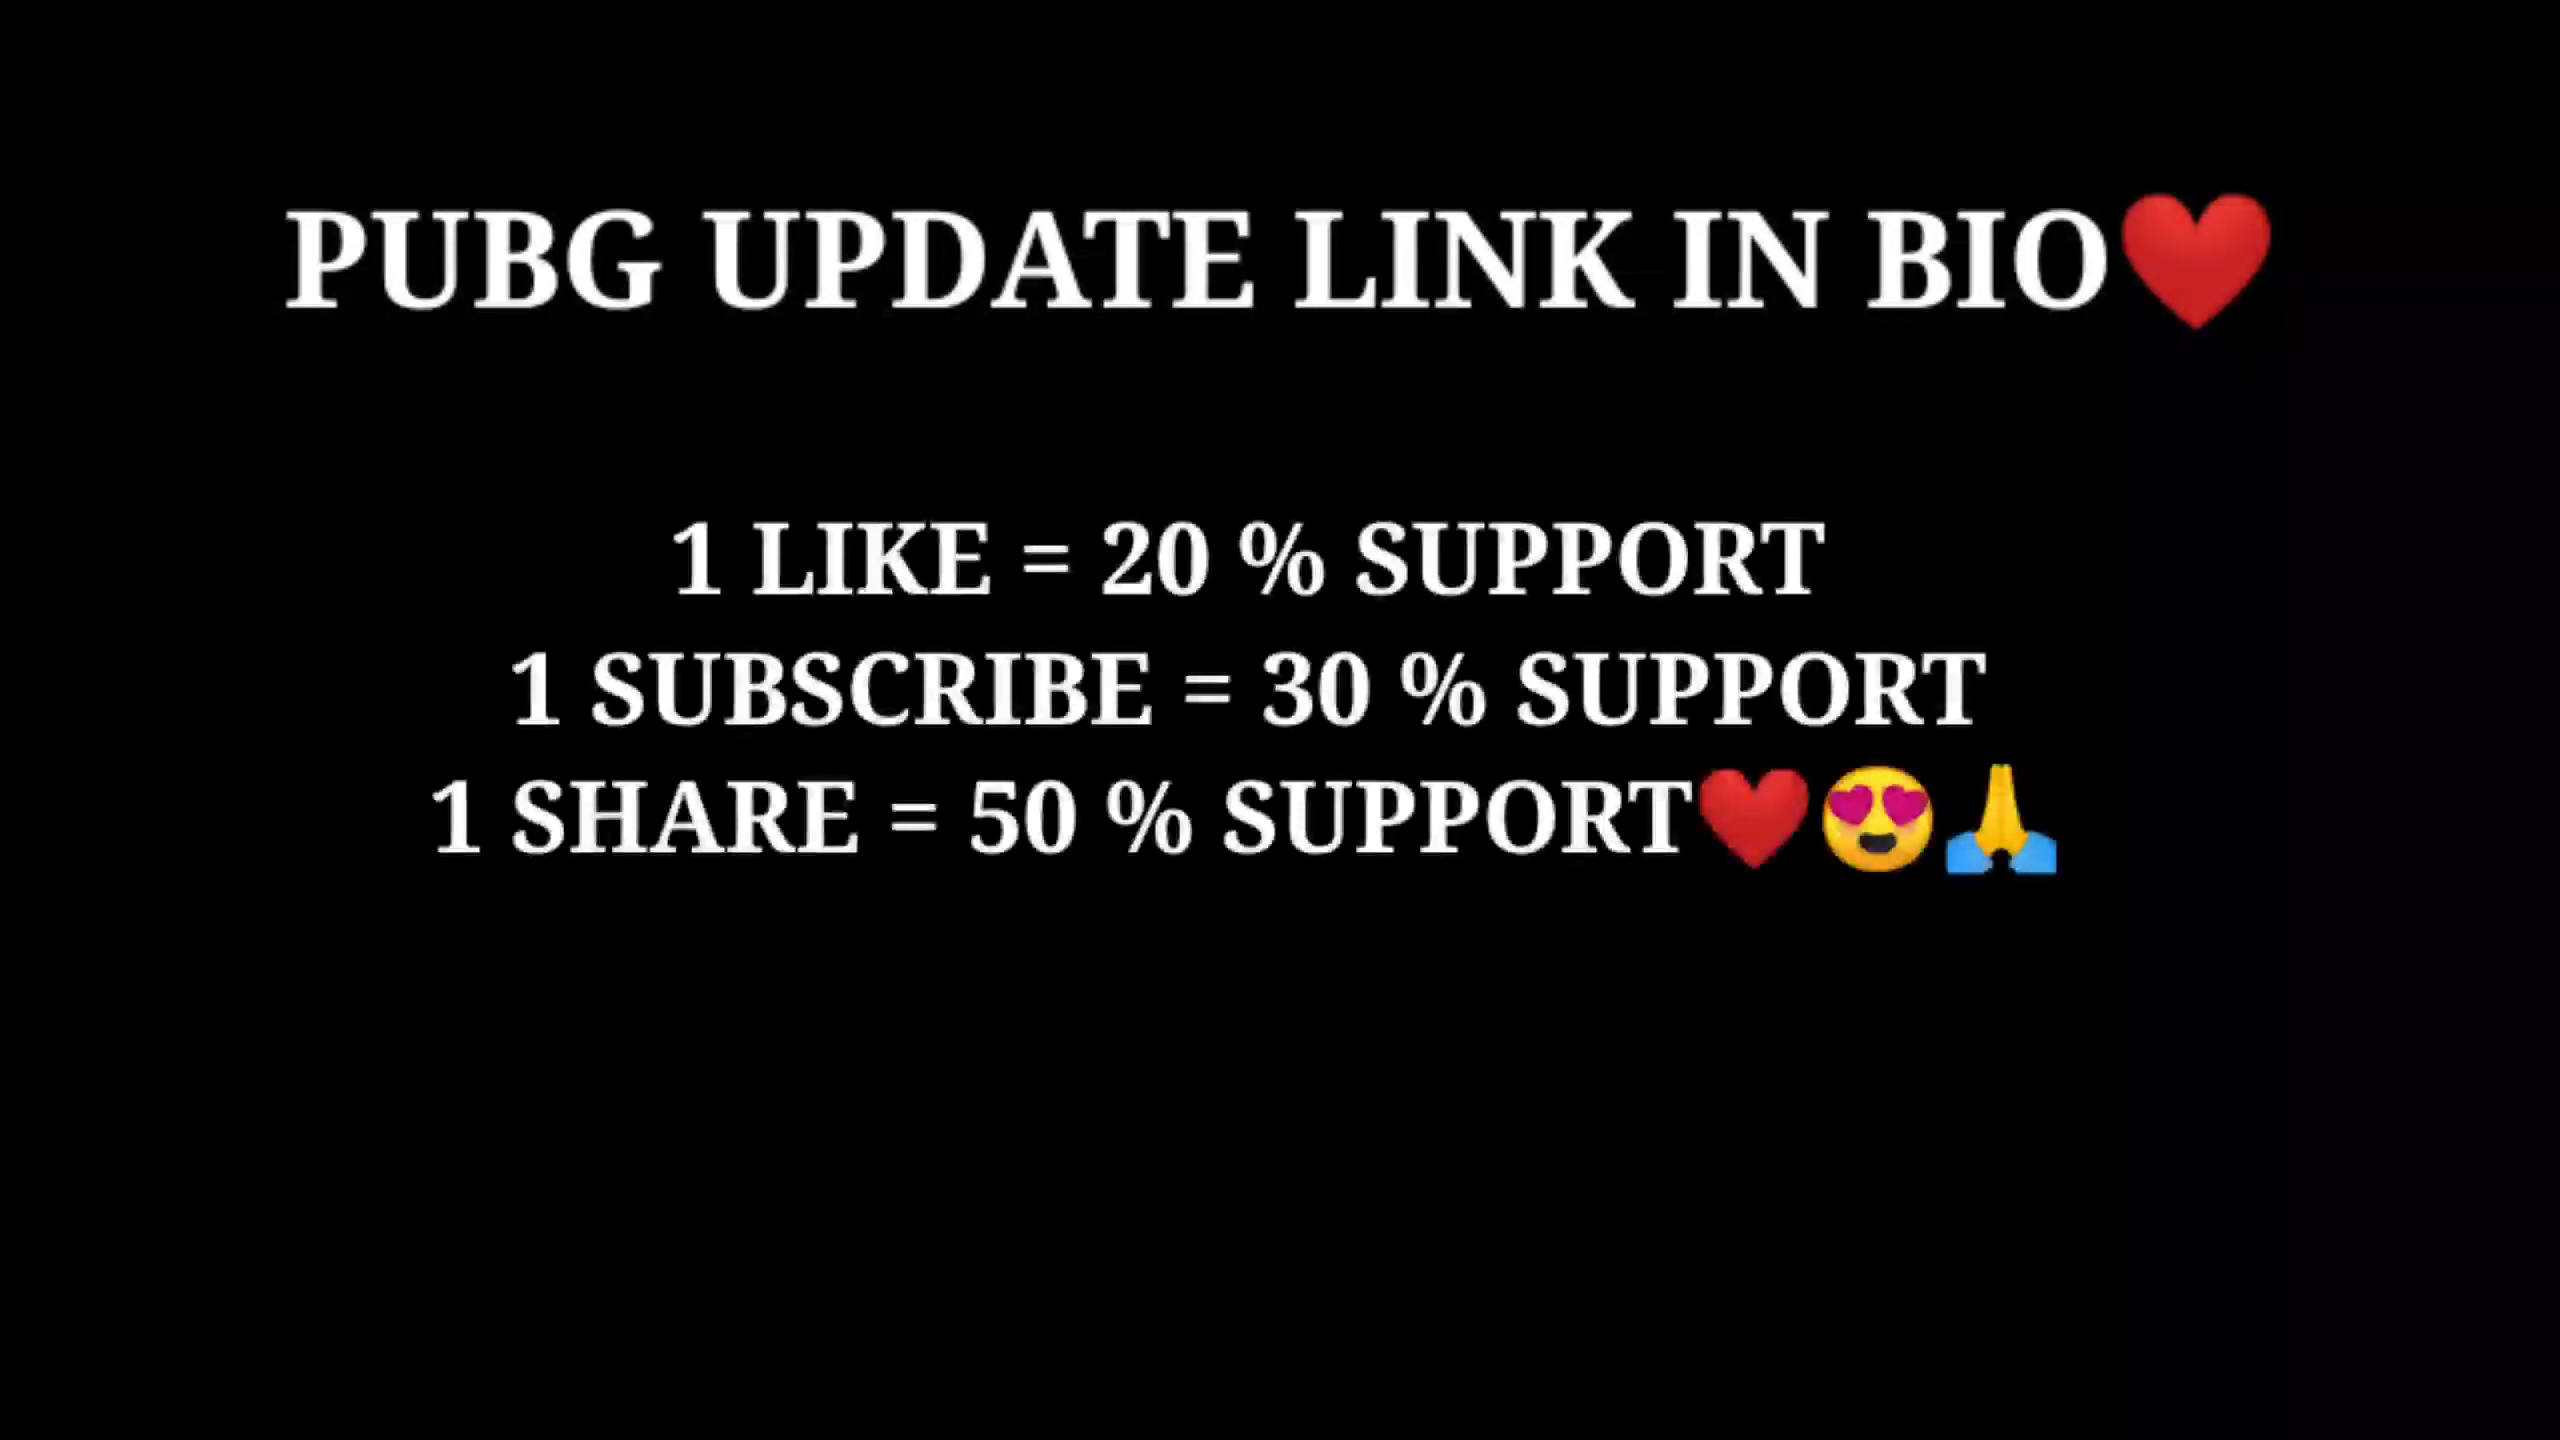 PUBG UPDATE LINK IN BIO❤️
1 LIKE = 20 % SUPPORT
1 SUBSCRIBE = 30 % SUPPORT
1 SHARE = 50 % SUPPORT❤️😍🙏